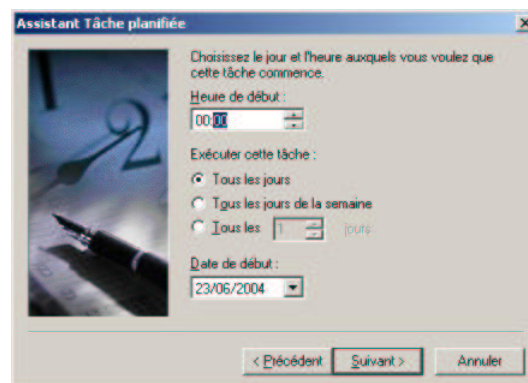 Assistant Tâche planifiée
Choisissez le jour et l'heure auxquels vous voulez que
cette tâche commence.
Heure de début :
00:00
Exécuter cette tâche :
Tous les jours
Tous les jours de la semaine
Tous les 1 jours
Date de début :
23/06/2004
< Précédent Suivant > Annuler
2